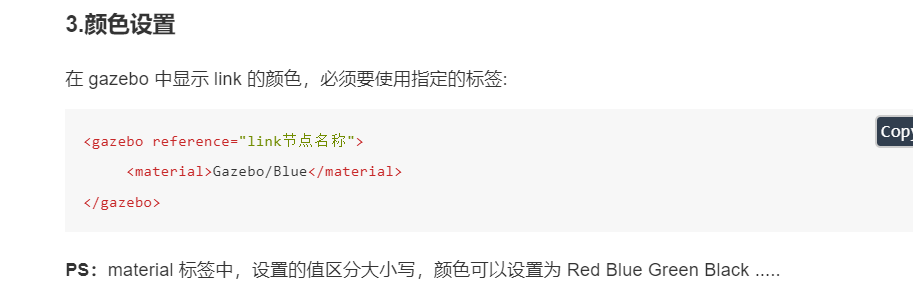 3.颜色设置
在 gazebo 中显示 link 的颜色，必须要使用指定的标签:
Copy
<gazebo reference="link节点名称">
<material>Gazebo/Blue</material>
</gazebo>
PS：material 标签中，设置的值区分大小写，颜色可以设置为 Red Blue Green Black .....